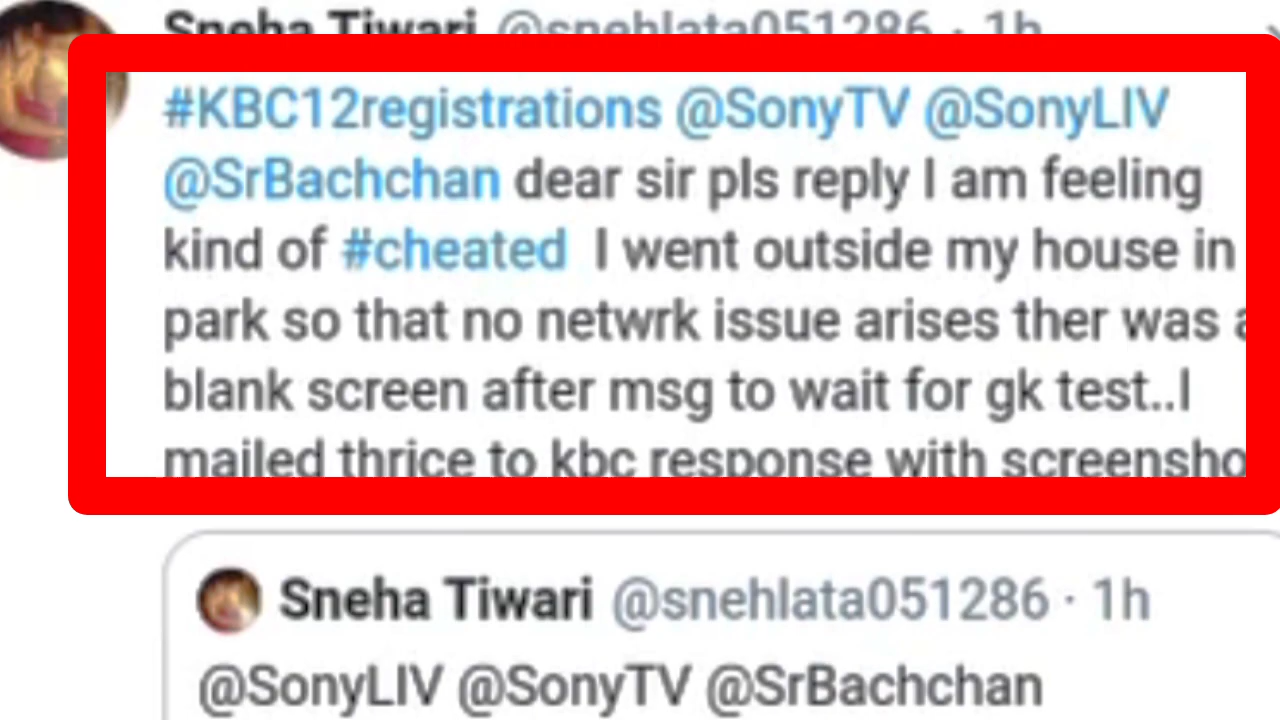 Sneha Tiwari @snehlata051286 · 1h
#KBC12registrations @SonyTV @SonyLIV
@SrBachchan dear sir pls reply I am feeling
kind of #cheated I went outside my house in
park so that no netwrk issue arises ther was a
blank screen after msg to wait for gk test..I
mailed thrice to kbc response with screensho
Sneha Tiwari @snehlata051286 · 1h
@SonyLIV @SonyTV @SrBachchan